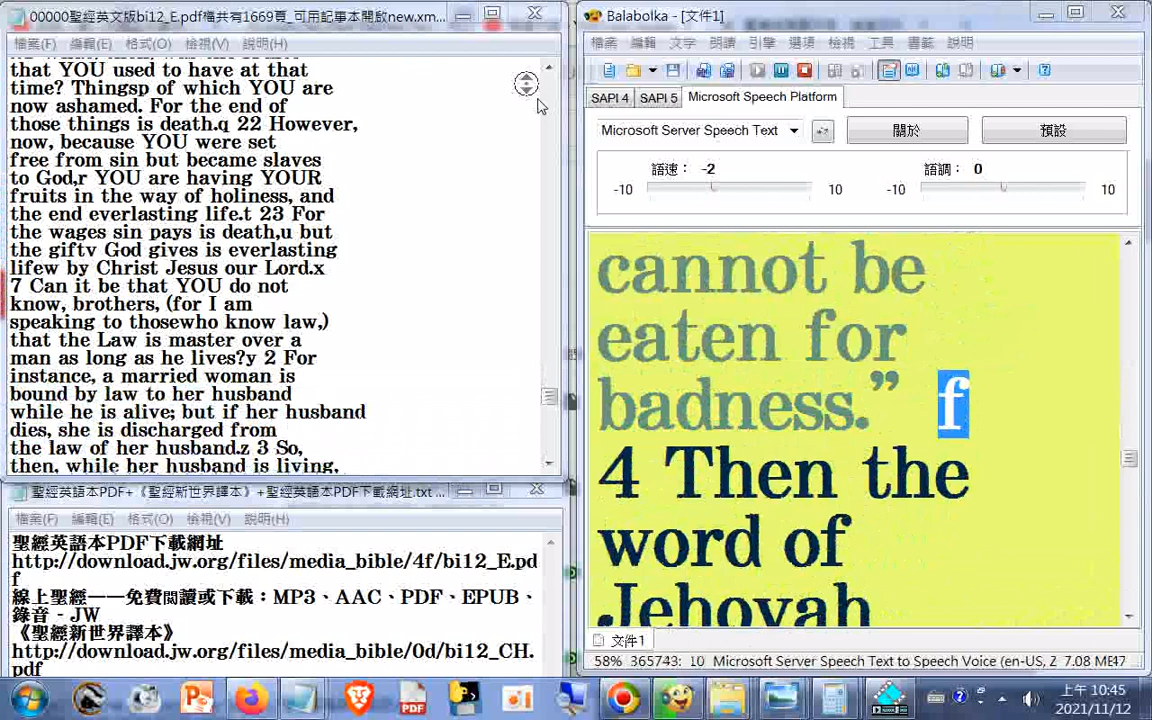 00000聖經英文版bi12_E.pdf檔共有1669頁_可用記事本開啟new.xm...
檔案(F) 編輯(E) 格式(O) 檢視(V) 說明(H)
that YOU used to have at that
time? Thingsp of which YOU are
now ashamed. For the end of
those things is death.q 22 However,
now, because YOU were set
free from sin but became slaves
to God,r YOU are having YOUR
fruits in the way of holiness, and
the end everlasting life.t 23 For
the wages sin pays is death,u but
the giftv God gives is everlasting
lifew by Christ Jesus our Lord.x
7 Can it be that YOU do not
know, brothers, (for I am
speaking to thosewho know law,)
that the Law is master over a
man as long as he lives?y 2 For
instance, a married woman is
bound by law to her husband
while he is alive; but if her husband
dies, she is discharged from
the law of her husband.z 3 So,
then, while her husband is living,
聖經英語本PDF+《聖經新世界譯本》+聖經英語本PDF下載網址.txt ...
檔案(F) 編輯(E) 格式(O) 檢視(V) 說明(H)
聖經英語本PDF下載網址
http://download.jw.org/files/media_bible/4f/bi12_E.pd
f
線上聖經——免費閱讀或下載：MP3、AAC、PDF、EPUB、
錄音 - JW
《聖經新世界譯本》
http://download.jw.org/files/media_bible/0d/bi12_CH.
pdf
Balabolka - [文件1]
檔案 編輯 文字 朗讀 引擎 選項 檢視 工具 書籤 說明
SAPI 4 SAPI 5 Microsoft Speech Platform
Microsoft Server Speech Text 關於 預設
語速： -2 語調： 0
-10 10 -10 10
cannot be
eaten for
badness.” f
4 Then the
word of
Jehovah
文件1
58% 365743: 10 Microsoft Server Speech Text to Speech Voice (en-US, Z 7.08 ME47
PDF
上午 10:45
2021/11/12